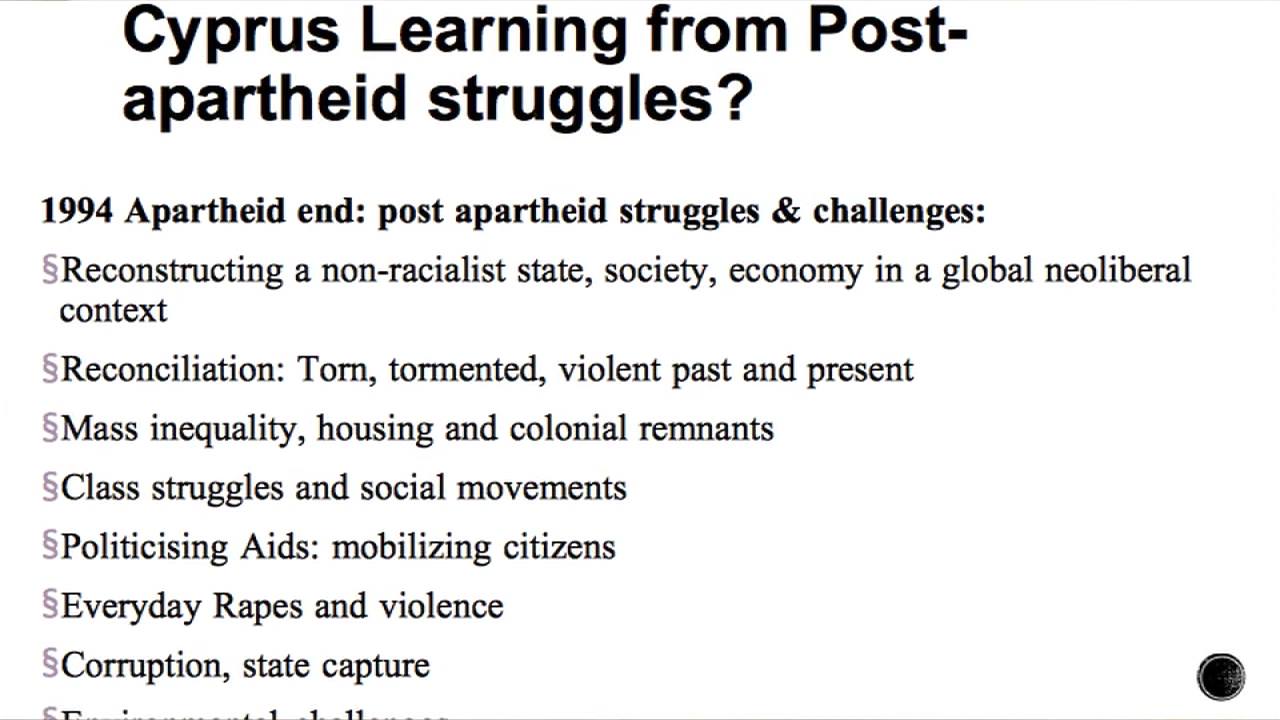 Cyprus Learning from Post-
apartheid struggles?
1994 Apartheid end: post apartheid struggles & challenges:
§Reconstructing a non-racialist state, society, economy in a global neoliberal
context
§Reconciliation: Torn, tormented, violent past and present
§Mass inequality, housing and colonial remnants
§Class struggles and social movements
§Politicising Aids: mobilizing citizens
§Everyday Rapes and violence
§Corruption, state capture
§Environmental challenges